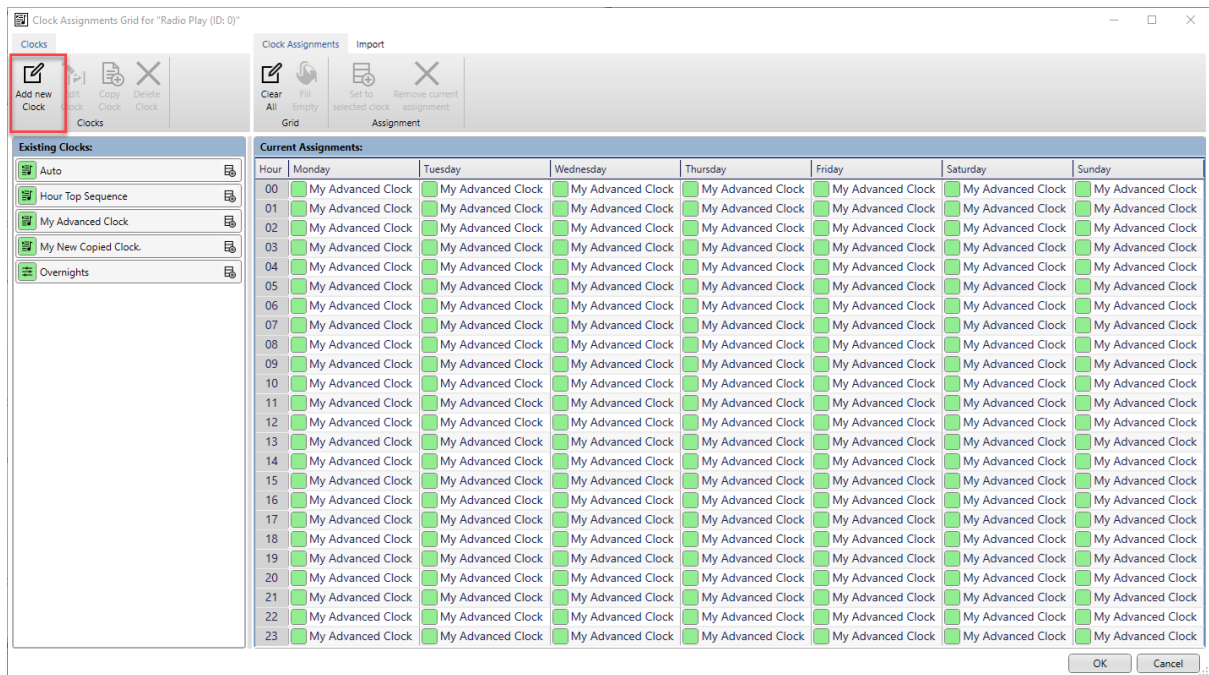 Clock Assignments Grid for "Radio Play (ID: 0)"
Clocks
Clock Assignments Import
Add new Clock
Edit Clock
Copy Clock
Delete Clock
Clocks
Clear All
Fill Empty
Grid
Set to selected clock
Remove current assignment
Assignment
Existing Clocks:
Auto
Hour Top Sequence
My Advanced Clock
My New Copied Clock.
Overnights
Current Assignments:
Hour Monday Tuesday Wednesday Thursday Friday Saturday Sunday
00 My Advanced Clock My Advanced Clock My Advanced Clock My Advanced Clock My Advanced Clock My Advanced Clock My Advanced Clock
01 My Advanced Clock My Advanced Clock My Advanced Clock My Advanced Clock My Advanced Clock My Advanced Clock My Advanced Clock
02 My Advanced Clock My Advanced Clock My Advanced Clock My Advanced Clock My Advanced Clock My Advanced Clock My Advanced Clock
03 My Advanced Clock My Advanced Clock My Advanced Clock My Advanced Clock My Advanced Clock My Advanced Clock My Advanced Clock
04 My Advanced Clock My Advanced Clock My Advanced Clock My Advanced Clock My Advanced Clock My Advanced Clock My Advanced Clock
05 My Advanced Clock My Advanced Clock My Advanced Clock My Advanced Clock My Advanced Clock My Advanced Clock My Advanced Clock
06 My Advanced Clock My Advanced Clock My Advanced Clock My Advanced Clock My Advanced Clock My Advanced Clock My Advanced Clock
07 My Advanced Clock My Advanced Clock My Advanced Clock My Advanced Clock My Advanced Clock My Advanced Clock My Advanced Clock
08 My Advanced Clock My Advanced Clock My Advanced Clock My Advanced Clock My Advanced Clock My Advanced Clock My Advanced Clock
09 My Advanced Clock My Advanced Clock My Advanced Clock My Advanced Clock My Advanced Clock My Advanced Clock My Advanced Clock
10 My Advanced Clock My Advanced Clock My Advanced Clock My Advanced Clock My Advanced Clock My Advanced Clock My Advanced Clock
11 My Advanced Clock My Advanced Clock My Advanced Clock My Advanced Clock My Advanced Clock My Advanced Clock My Advanced Clock
12 My Advanced Clock My Advanced Clock My Advanced Clock My Advanced Clock My Advanced Clock My Advanced Clock My Advanced Clock
13 My Advanced Clock My Advanced Clock My Advanced Clock My Advanced Clock My Advanced Clock My Advanced Clock My Advanced Clock
14 My Advanced Clock My Advanced Clock My Advanced Clock My Advanced Clock My Advanced Clock My Advanced Clock My Advanced Clock
15 My Advanced Clock My Advanced Clock My Advanced Clock My Advanced Clock My Advanced Clock My Advanced Clock My Advanced Clock
16 My Advanced Clock My Advanced Clock My Advanced Clock My Advanced Clock My Advanced Clock My Advanced Clock My Advanced Clock
17 My Advanced Clock My Advanced Clock My Advanced Clock My Advanced Clock My Advanced Clock My Advanced Clock My Advanced Clock
18 My Advanced Clock My Advanced Clock My Advanced Clock My Advanced Clock My Advanced Clock My Advanced Clock My Advanced Clock
19 My Advanced Clock My Advanced Clock My Advanced Clock My Advanced Clock My Advanced Clock My Advanced Clock My Advanced Clock
20 My Advanced Clock My Advanced Clock My Advanced Clock My Advanced Clock My Advanced Clock My Advanced Clock My Advanced Clock
21 My Advanced Clock My Advanced Clock My Advanced Clock My Advanced Clock My Advanced Clock My Advanced Clock My Advanced Clock
22 My Advanced Clock My Advanced Clock My Advanced Clock My Advanced Clock My Advanced Clock My Advanced Clock My Advanced Clock
23 My Advanced Clock My Advanced Clock My Advanced Clock My Advanced Clock My Advanced Clock My Advanced Clock My Advanced Clock
OK Cancel